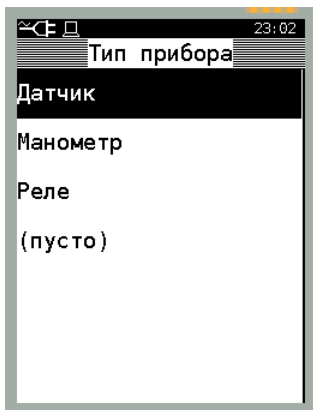 23:02
Тип прибора
Датчик
Манометр
Реле
(пусто)